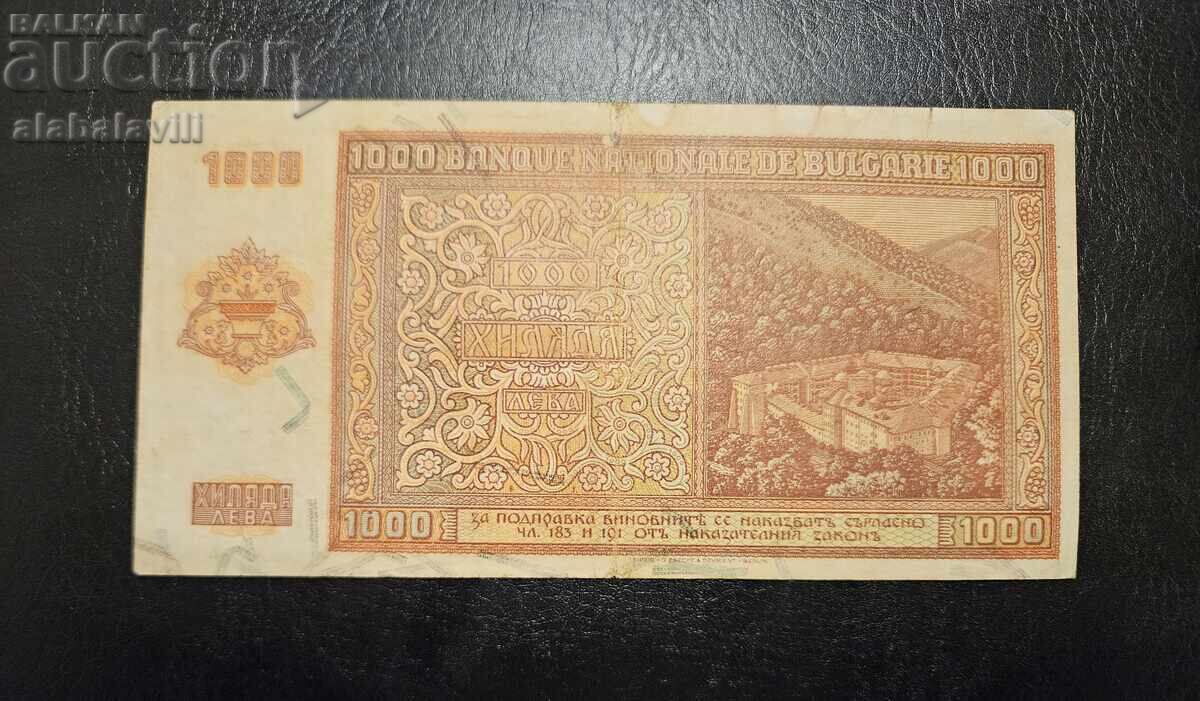 BALKAN
auction
alabalaviii
1000
1000 BANQUE NATIONALE DE BULGARIE 1000
1000
ХИЛЯДА
ЛЕВА
ХИЛЯДА
ЛЕВА
1000 ЗА ПОДПРАВКА ВИНОВНИТѢ СЕ НАКАЗВАТЪ СЪГЛАСНО 1000
ЧЛ. 183 И 191 ОТЪ НАКАЗАТЕЛНИЯ ЗАКОНЪ